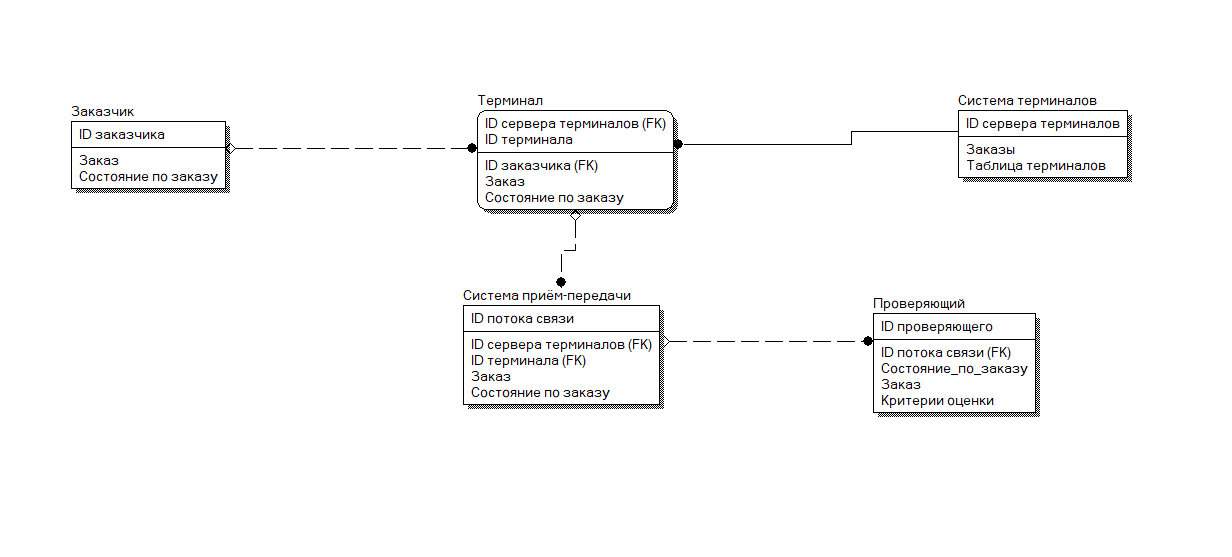 Заказчик
ID заказчика
Заказ
Состояние по заказу
Терминал
ID сервера терминалов (FK)
ID терминала
ID заказчика (FK)
Заказ
Состояние по заказу
Система терминалов
ID сервера терминалов
Заказы
Таблица терминалов
Система приём-передачи
ID потока связи
ID сервера терминалов (FK)
ID терминала (FK)
Заказ
Состояние по заказу
Проверяющий
ID проверяющего
ID потока связи (FK)
Состояние_по_заказу
Заказ
Критерии оценки